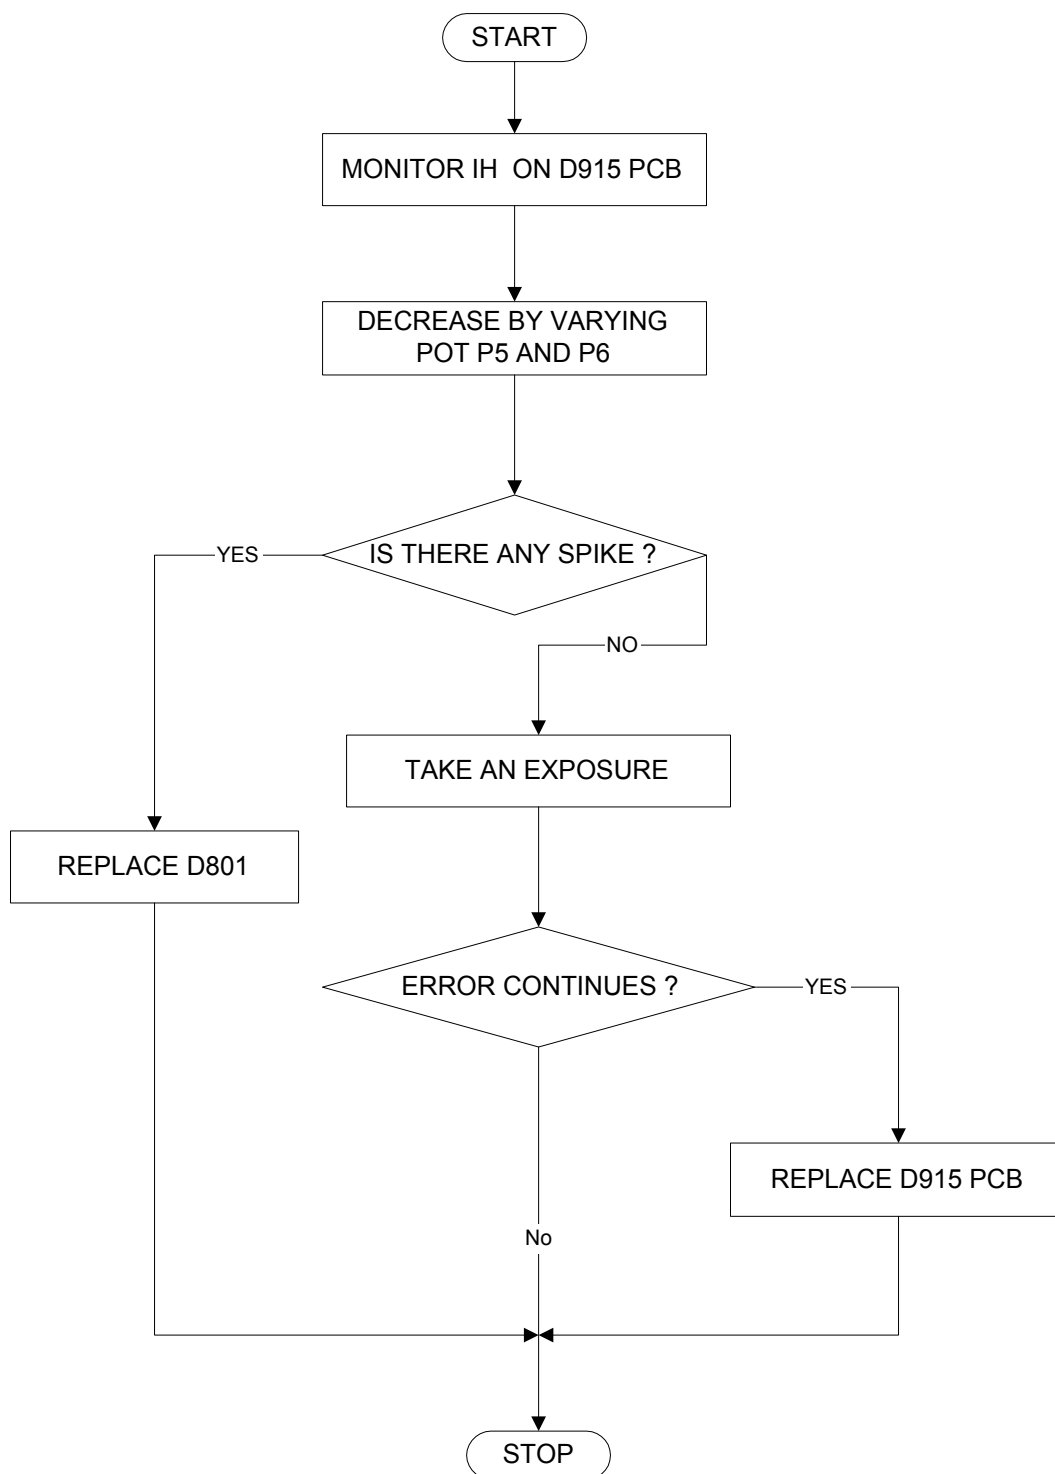 START
MONITOR IH ON D915 PCB
DECREASE BY VARYING
POT P5 AND P6
IS THERE ANY SPIKE ?
YES
NO
TAKE AN EXPOSURE
REPLACE D801
ERROR CONTINUES ?
YES
REPLACE D915 PCB
No
STOP